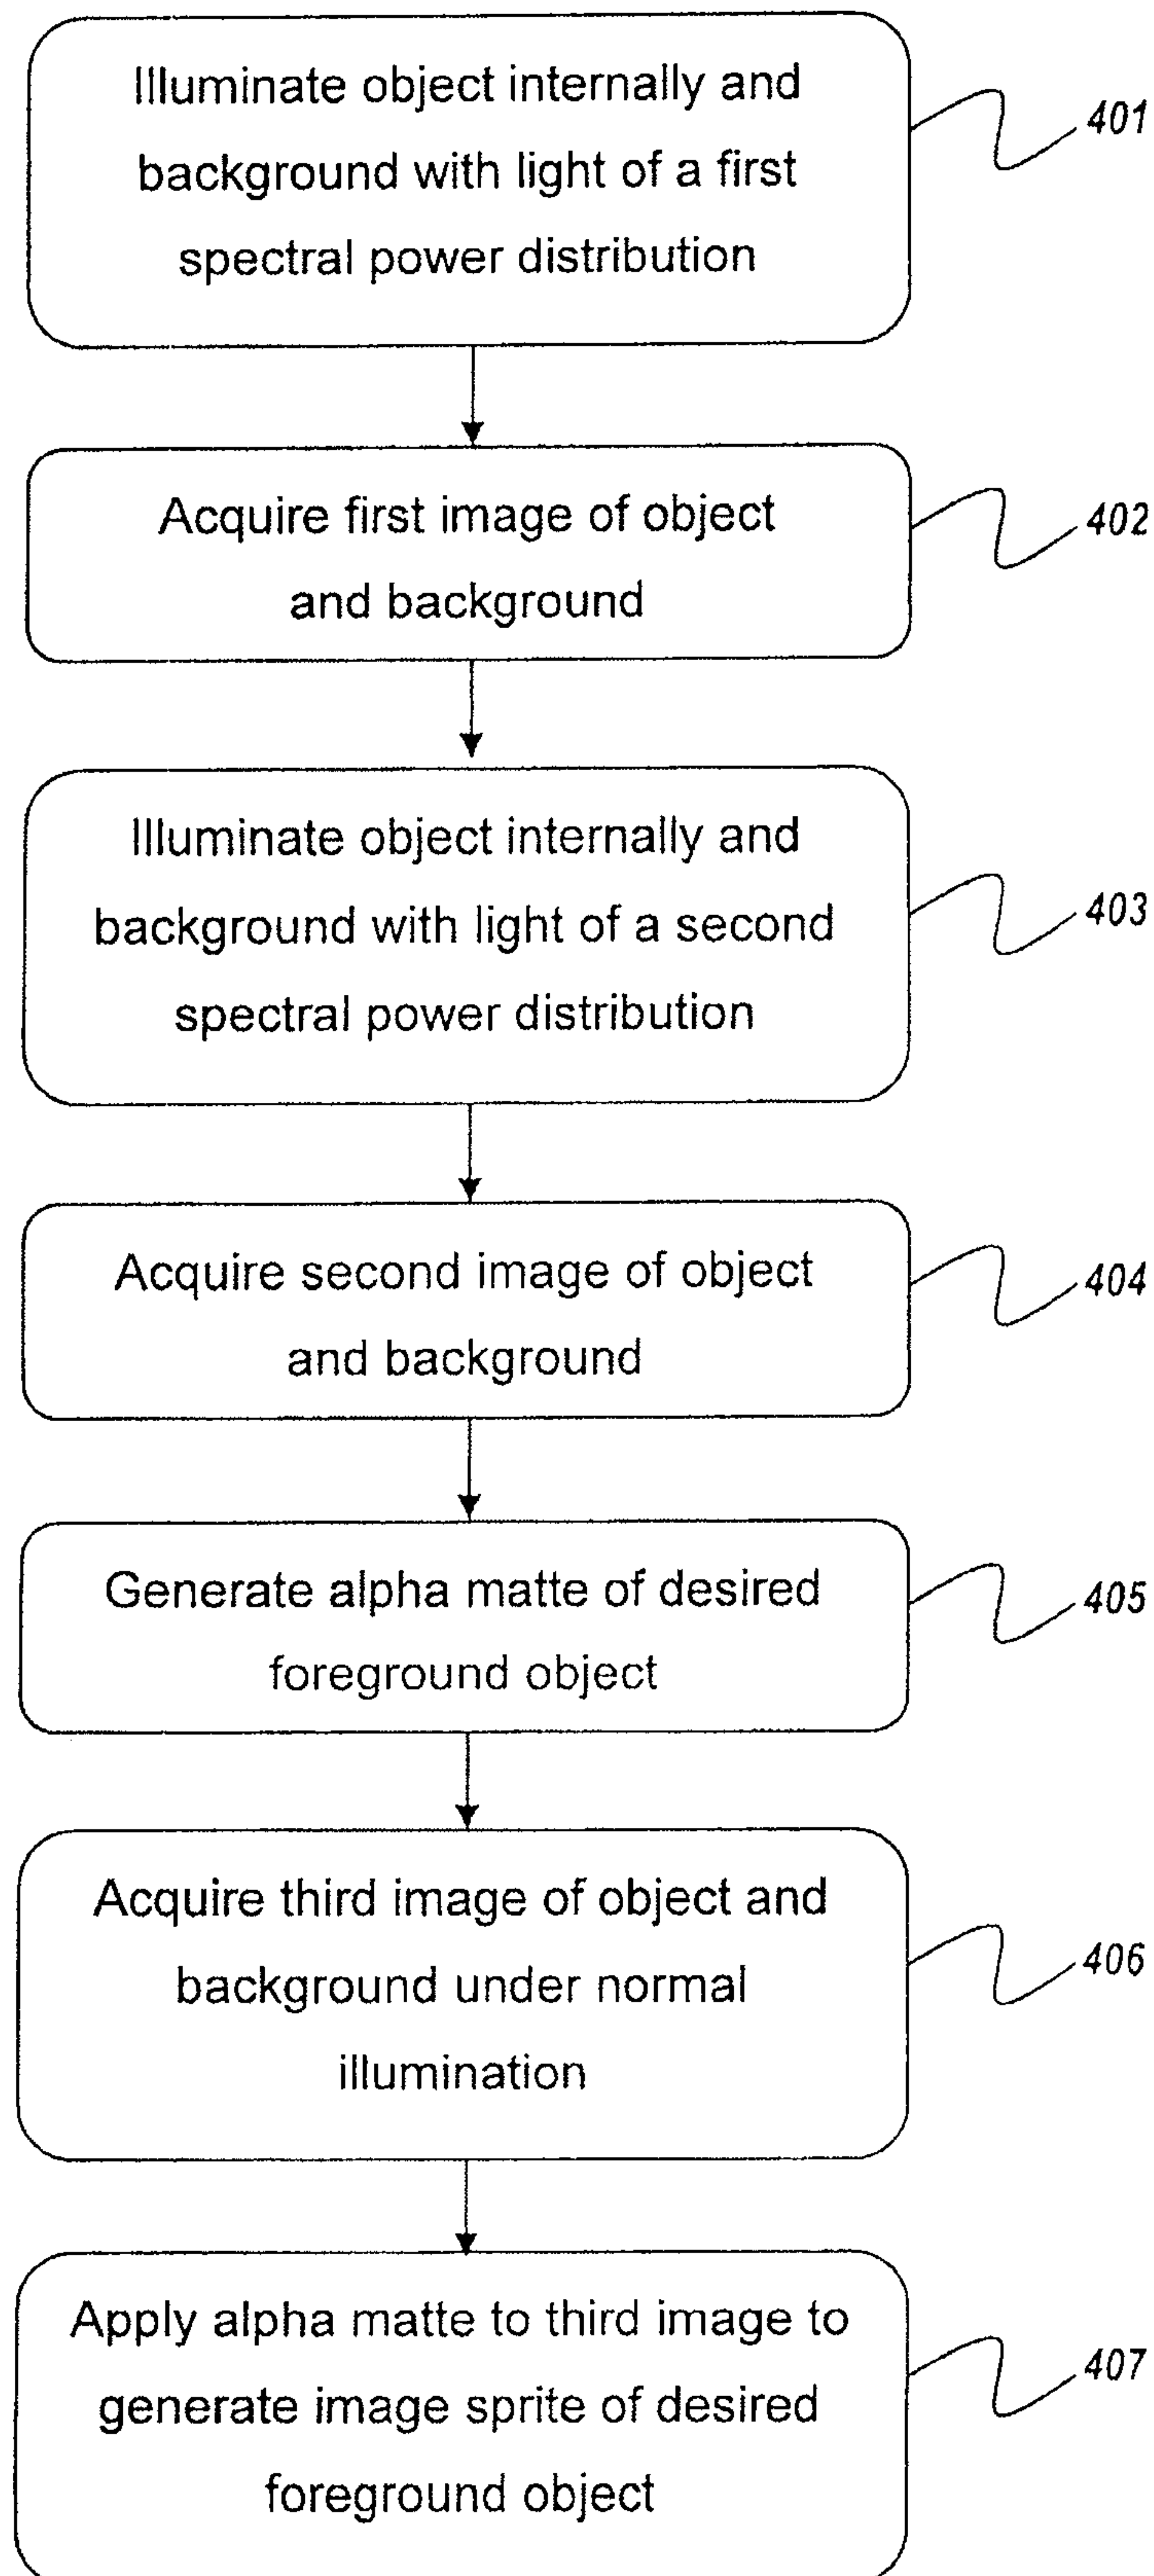 Illuminate object internally and
background with light of a first
spectral power distribution
401
Acquire first image of object
and background
402
Illuminate object internally and
background with light of a second
spectral power distribution
403
Acquire second image of object
and background
404
Generate alpha matte of desired
foreground object
405
Acquire third image of object and
background under normal
illumination
406
Apply alpha matte to third image to
generate image sprite of desired
foreground object
407